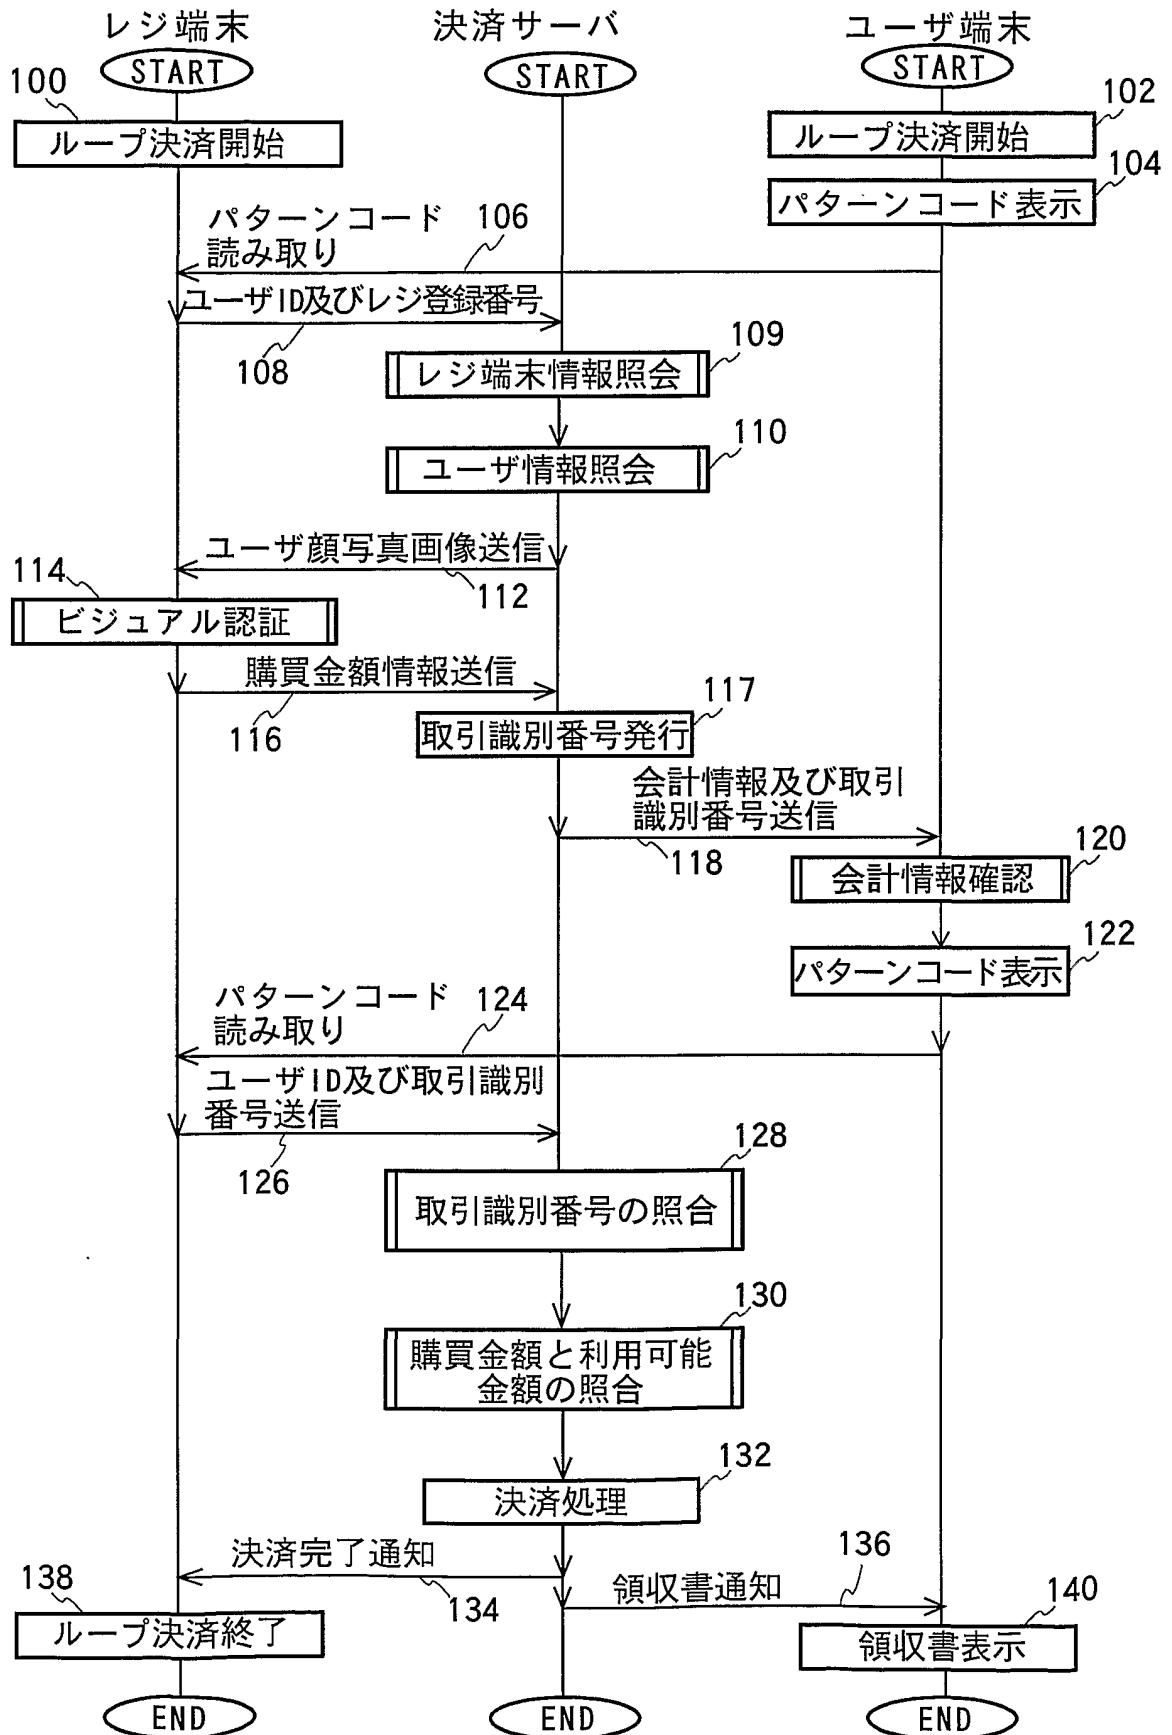 レジ端末
決済サーバ
ユーザ端末
START
START
START
100
ループ決済開始
102
ループ決済開始
104
パターンコード表示
パターンコード
読み取り
106
ユーザID及びレジ登録番号
108
109
レジ端末情報照会
110
ユーザ情報照会
ユーザ顔写真画像送信
112
114
ビジュアル認証
購買金額情報送信
116
117
取引識別番号発行
会計情報及び取引
識別番号送信
118
120
会計情報確認
122
パターンコード表示
パターンコード
読み取り
124
ユーザID及び取引識別
番号送信
126
128
取引識別番号の照合
130
購買金額と利用可能
金額の照合
132
決済処理
決済完了通知
134
領収書通知
136
138
ループ決済終了
140
領収書表示
END
END
END